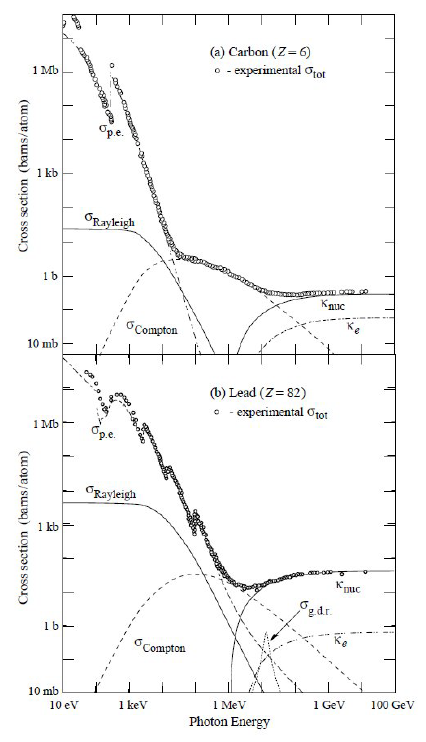 (a) Carbon (Z = 6)
o - experimental σtot
1 Mb
σp.e.
Cross section (barns/atom)
1 kb
σRayleigh
1 b
κnuc
σCompton
κe
10 mb
(b) Lead (Z = 82)
o - experimental σtot
1 Mb
σp.e.
σRayleigh
Cross section (barns/atom)
1 kb
κnuc
σg.d.r.
1 b
σCompton
κe
10 mb
10 eV 1 keV 1 MeV 1 GeV 100 GeV
Photon Energy